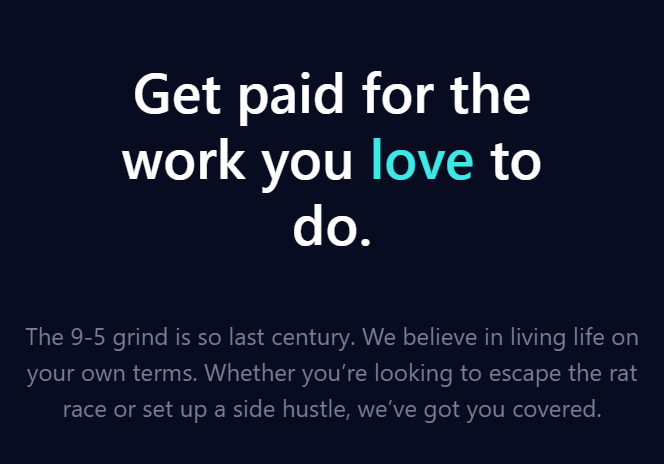 Get paid for the
work you love to
do.
The 9-5 grind is so last century. We believe in living life on
your own terms. Whether you’re looking to escape the rat
race or set up a side hustle, we’ve got you covered.